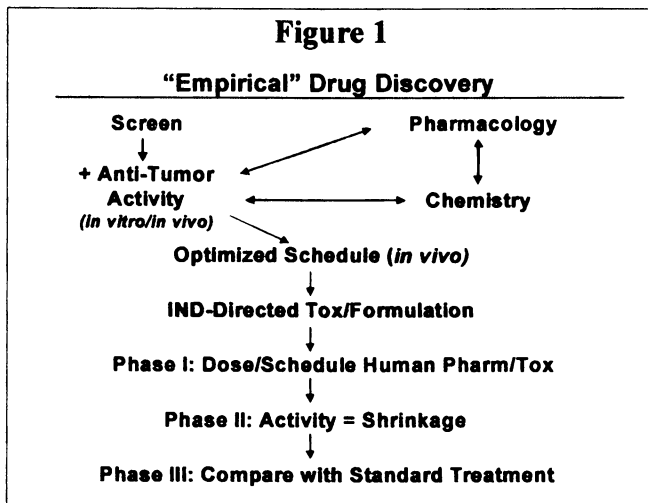 Figure 1
"Empirical" Drug Discovery
Screen
Pharmacology
+ Anti-Tumor
Activity
(in vitro/in vivo)
Chemistry
Optimized Schedule (in vivo)
IND-Directed Tox/Formulation
Phase I: Dose/Schedule Human Pharm/Tox
Phase II: Activity = Shrinkage
Phase III: Compare with Standard Treatment